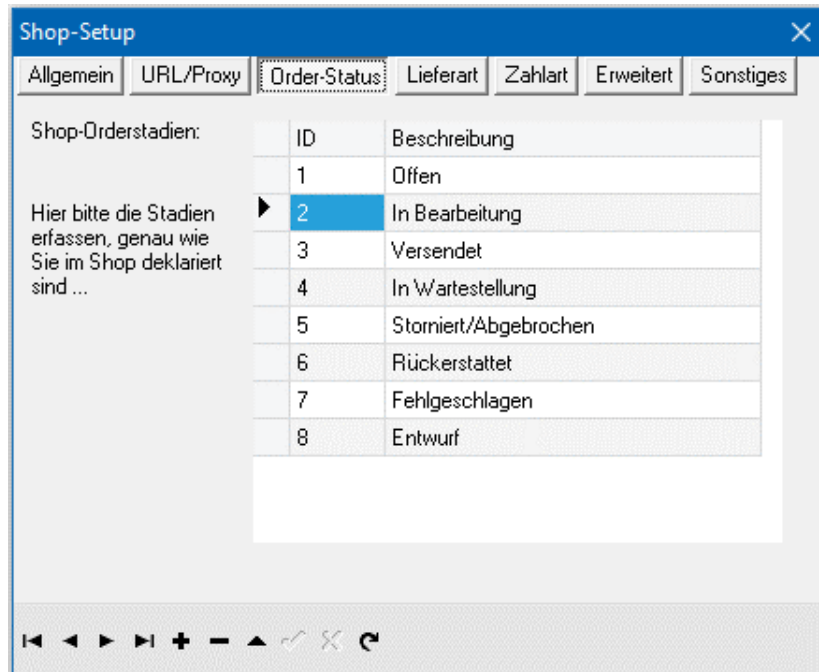 Shop-Setup
Allgemein URL/Proxy Order-Status Lieferart Zahlart Erweitert Sonstiges
Shop-Orderstadien:
Hier bitte die Stadien
erfassen, genau wie
Sie im Shop deklariert
sind ...
ID Beschreibung
1 Offen
2 In Bearbeitung
3 Versendet
4 In Wartestellung
5 Storniert/Abgebrochen
6 Rückerstattet
7 Fehlgeschlagen
8 Entwurf